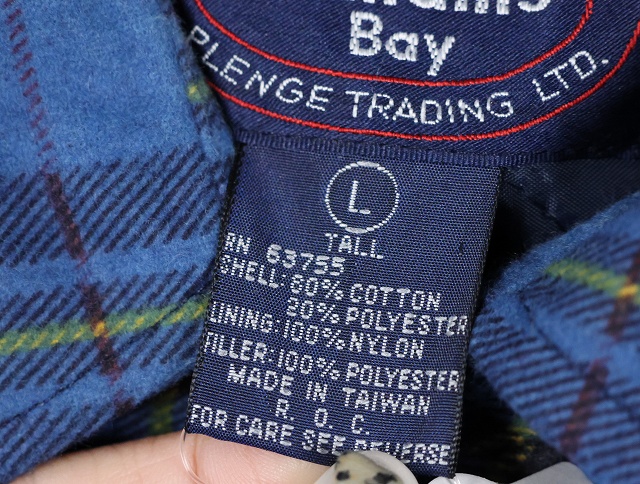 Bay
PLENGE TRADING LTD.
L
TALL
RN 63755
SHELL: 80% COTTON
20% POLYESTER
LINING: 100% NYLON
FILLER: 100% POLYESTER
MADE IN TAIWAN
R. O. C.
FOR CARE SEE REVERSE